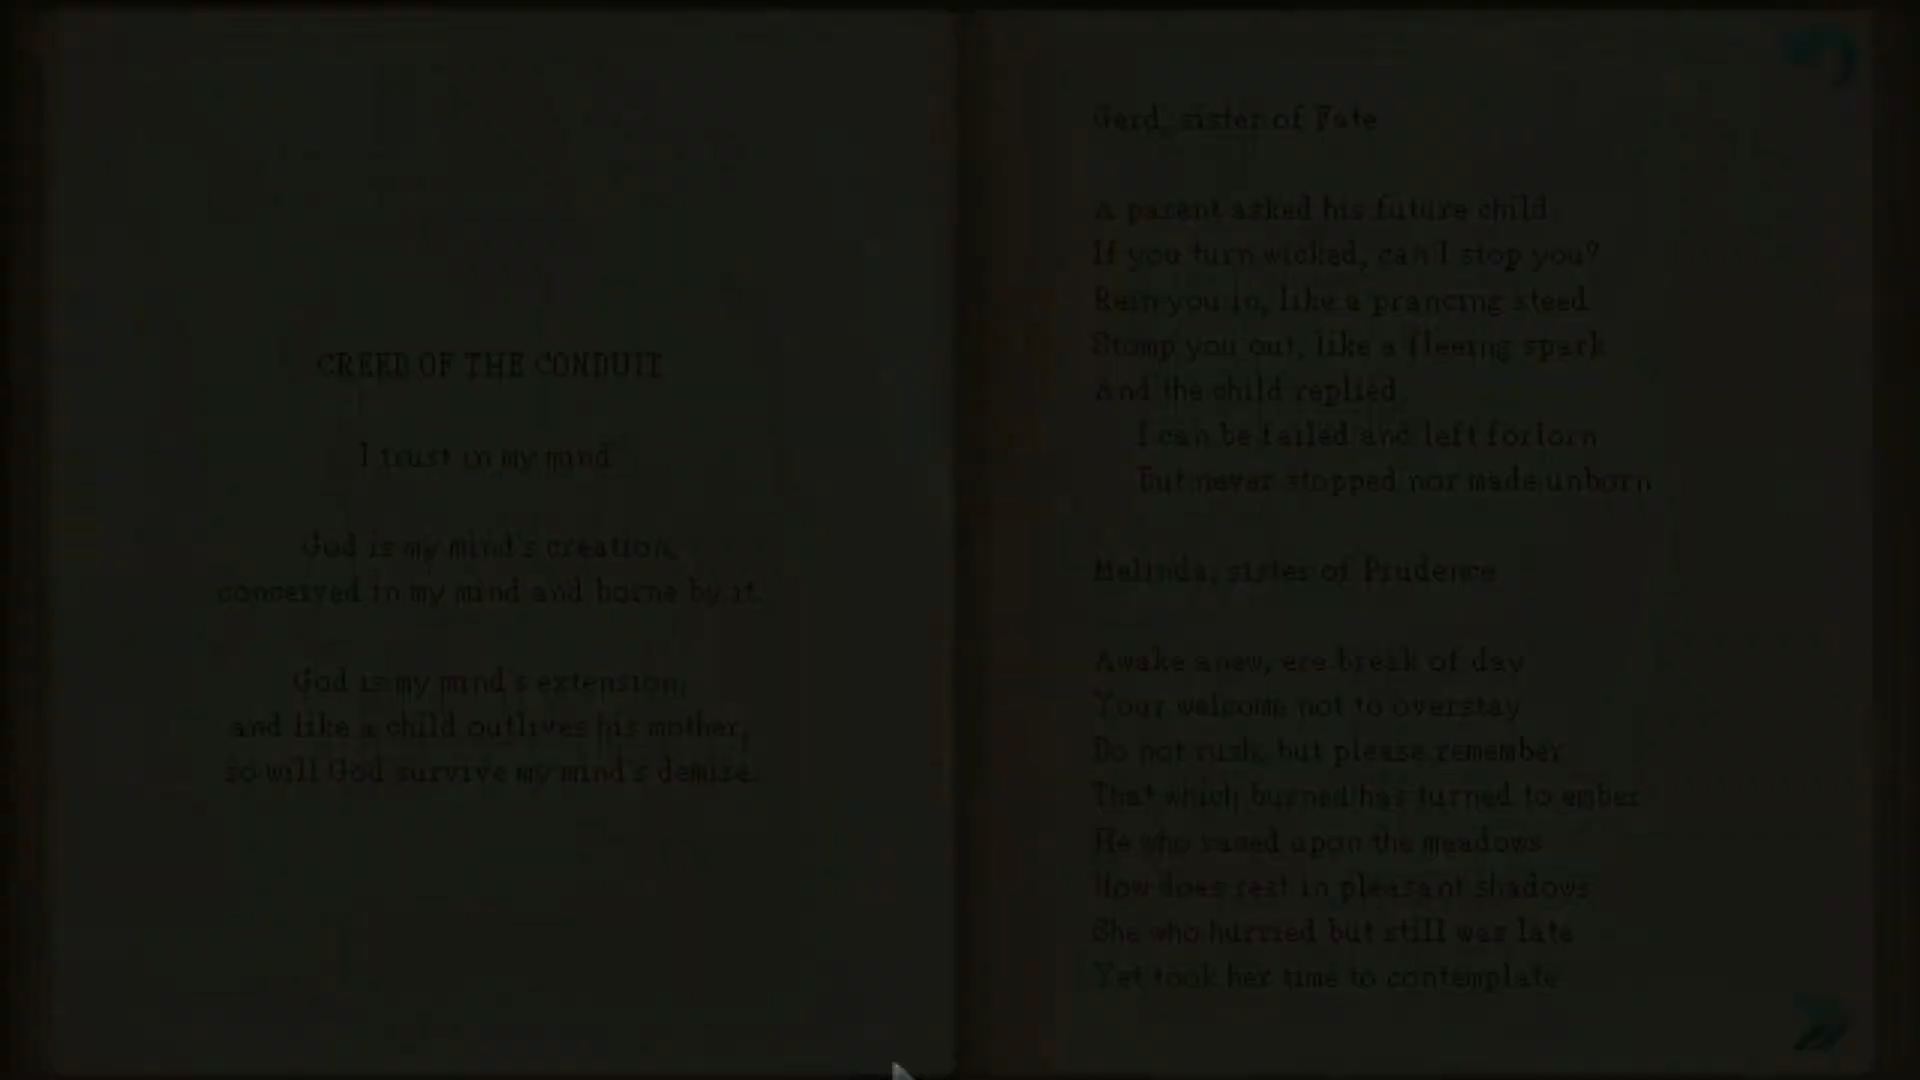 CREED OF THE CONDUIT
I trust in my mind
God is my mind's creation,
conceived in my mind and borne by it.
God is my mind's extension,
and like a child outlives his mother,
so will God survive my mind's demise.
Gerd, sister of Fate
A parent asked his future child
If you turn wicked, can I stop you?
Rein you in, like a prancing steed
Stomp you out, like a fleeing spark
And the child replied
I can be failed and left forlorn
But never stopped nor made unborn
Melinda, sister of Prudence
Awake anew, ere break of day
Your welcome not to overstay
Do not rush, but please remember
That which burned has turned to ember
He who upon the meadows
Now does rest in pleasant shadows
She who hurried but still was late
Yet took her time to contemplate